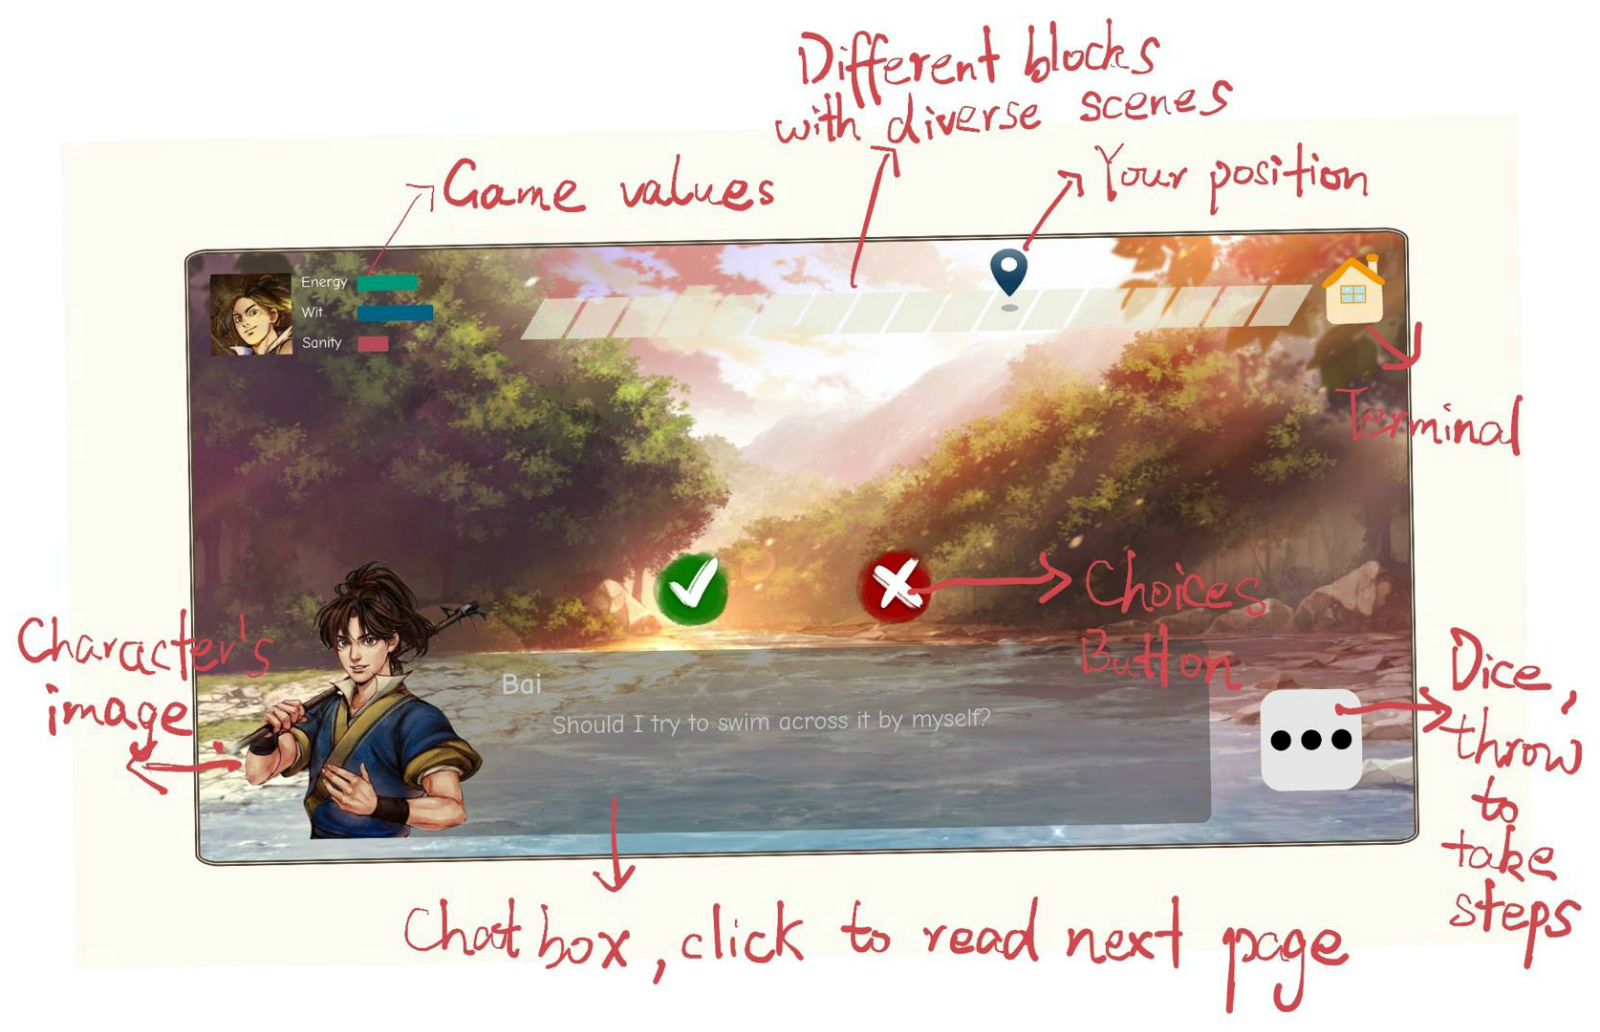 Different blocks
with diverse scenes
Game values
Your position
Energy
Wit
Sanity
Terminal
Choices
Button
Character's
image
Bai
Should I try to swim across it by myself?
Dice,
throw
to
take
steps
Chat box, click to read next page